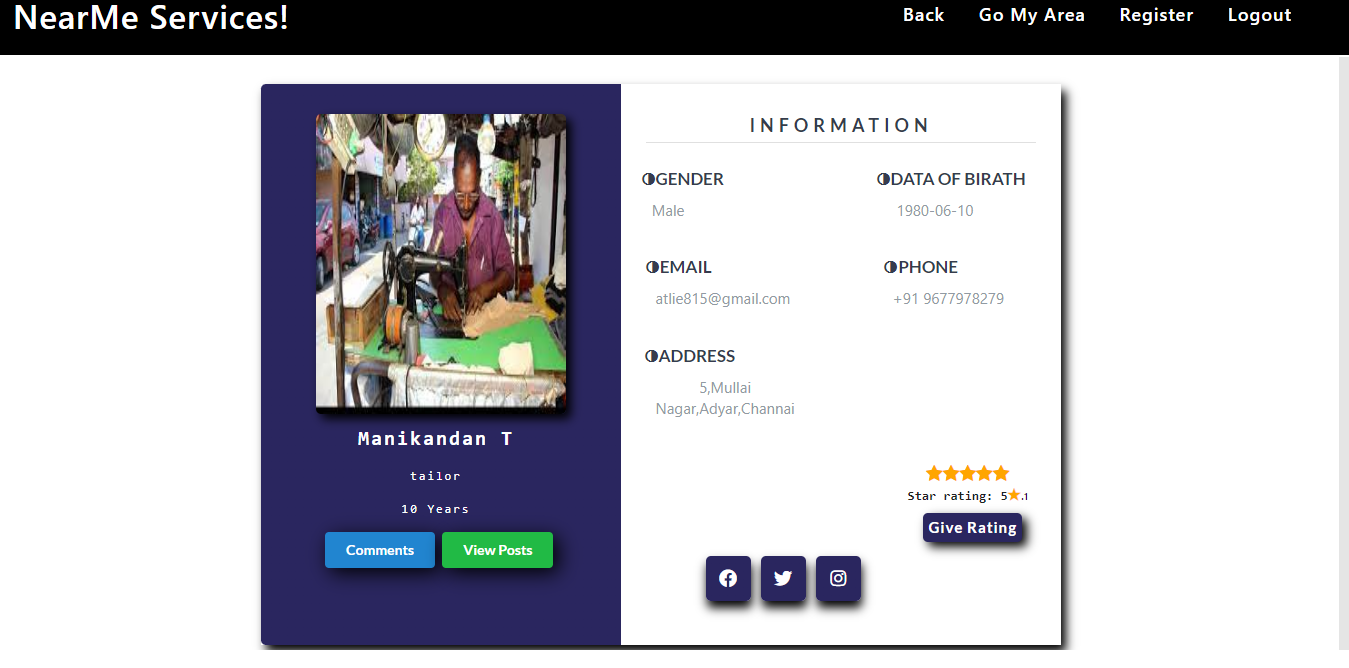 NearMe Services!
Back Go My Area Register Logout
INFORMATION
GENDER DATA OF BIRATH
Male 1980-06-10
EMAIL PHONE
atlie815@gmail.com +91 9677978279
ADDRESS
5,Mullai
Nagar,Adyar,Channai
Manikandan T
tailor
10 Years
Comments View Posts
Star rating: 5★.1
Give Rating